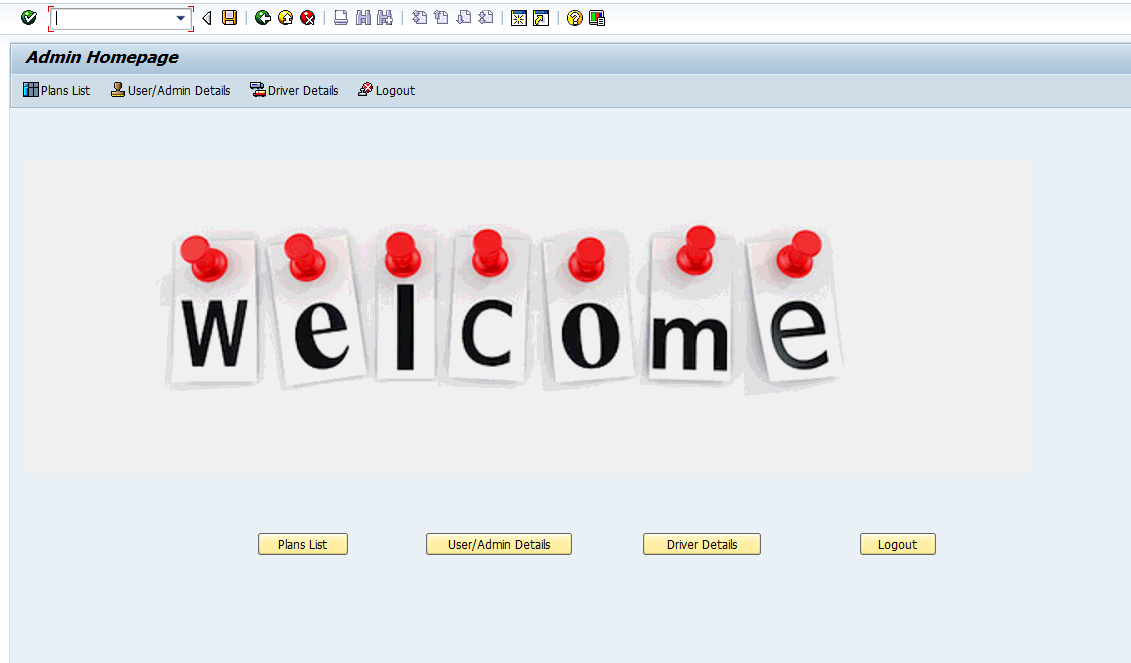 Admin Homepage
Plans List User/Admin Details Driver Details Logout
welcome
Plans List User/Admin Details Driver Details Logout